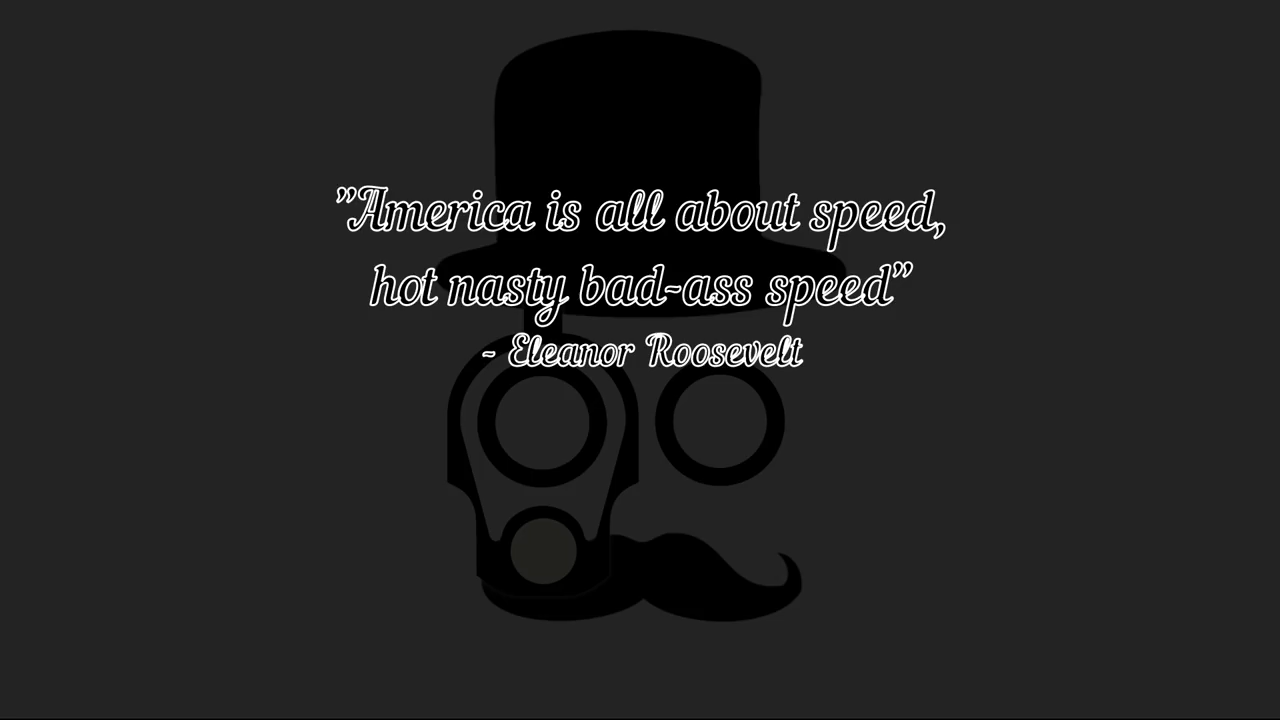 "America is all about speed,
hot nasty bad-ass speed"
~ Eleanor Roosevelt